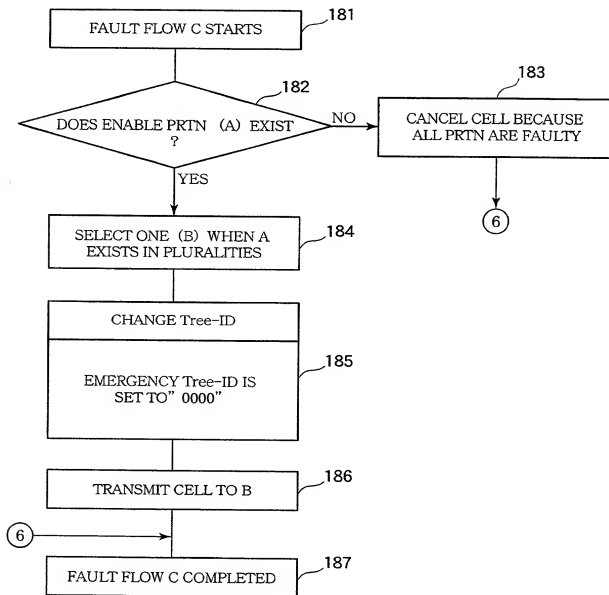 FAULT FLOW C STARTS
181
182
DOES ENABLE PRTN (A) EXIST
?
NO
183
CANCEL CELL BECAUSE
ALL PRTN ARE FAULTY
6
YES
SELECT ONE (B) WHEN A
EXISTS IN PLURALITIES
184
CHANGE Tree-ID
EMERGENCY Tree-ID IS
SET TO" 0000"
185
TRANSMIT CELL TO B
186
6
FAULT FLOW C COMPLETED
187